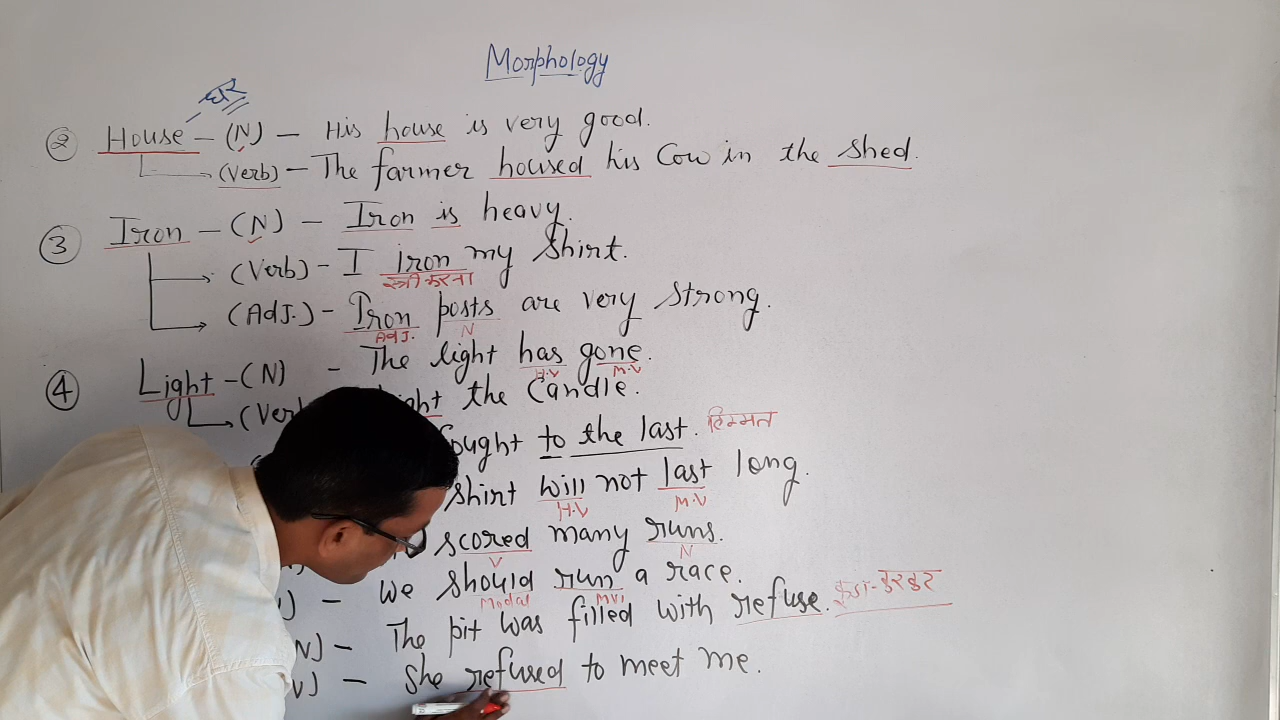 Morphology
घर
② House - (N) - His house is very good.
(Verb) - The farmer housed his Cow in the shed.
③ Iron - (N) - Iron is heavy.
(Verb) - I iron my shirt.
स्त्री करना
(Adj.) - Iron posts are very strong.
Adj. N
④ Light - (N) - The light has gone.
H.V M.V
(Verb the Candle.
fought to the last. हिम्मत
shirt will not last long.
H.V M.V
scored many runs.
V N
) - We should run a race.
Modal M.V.
N) - The pit was filled with refuse.
V) - She refused to meet me.